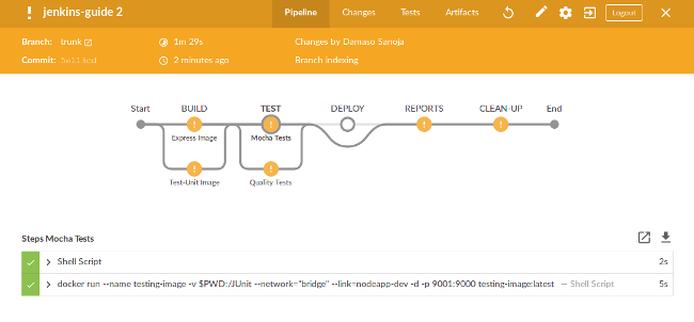 jenkins-guide 2
Pipeline Changes Tests Artifacts Logout
Branch: trunk 1m 29s Changes by Damaso Sanoja
Commit: 2 minutes ago Branch indexing
Start BUILD TEST DEPLOY REPORTS CLEAN-UP End
Express Image Mocha Tests
Test-Unit Image Quality Tests
Steps Mocha Tests
Shell Script 2s
docker run --name testing-image -v $PWD:/JUnit --network="bridge" --link=nodeapp-dev -d -p 9001:9000 testing-image:latest — Shell Script 5s